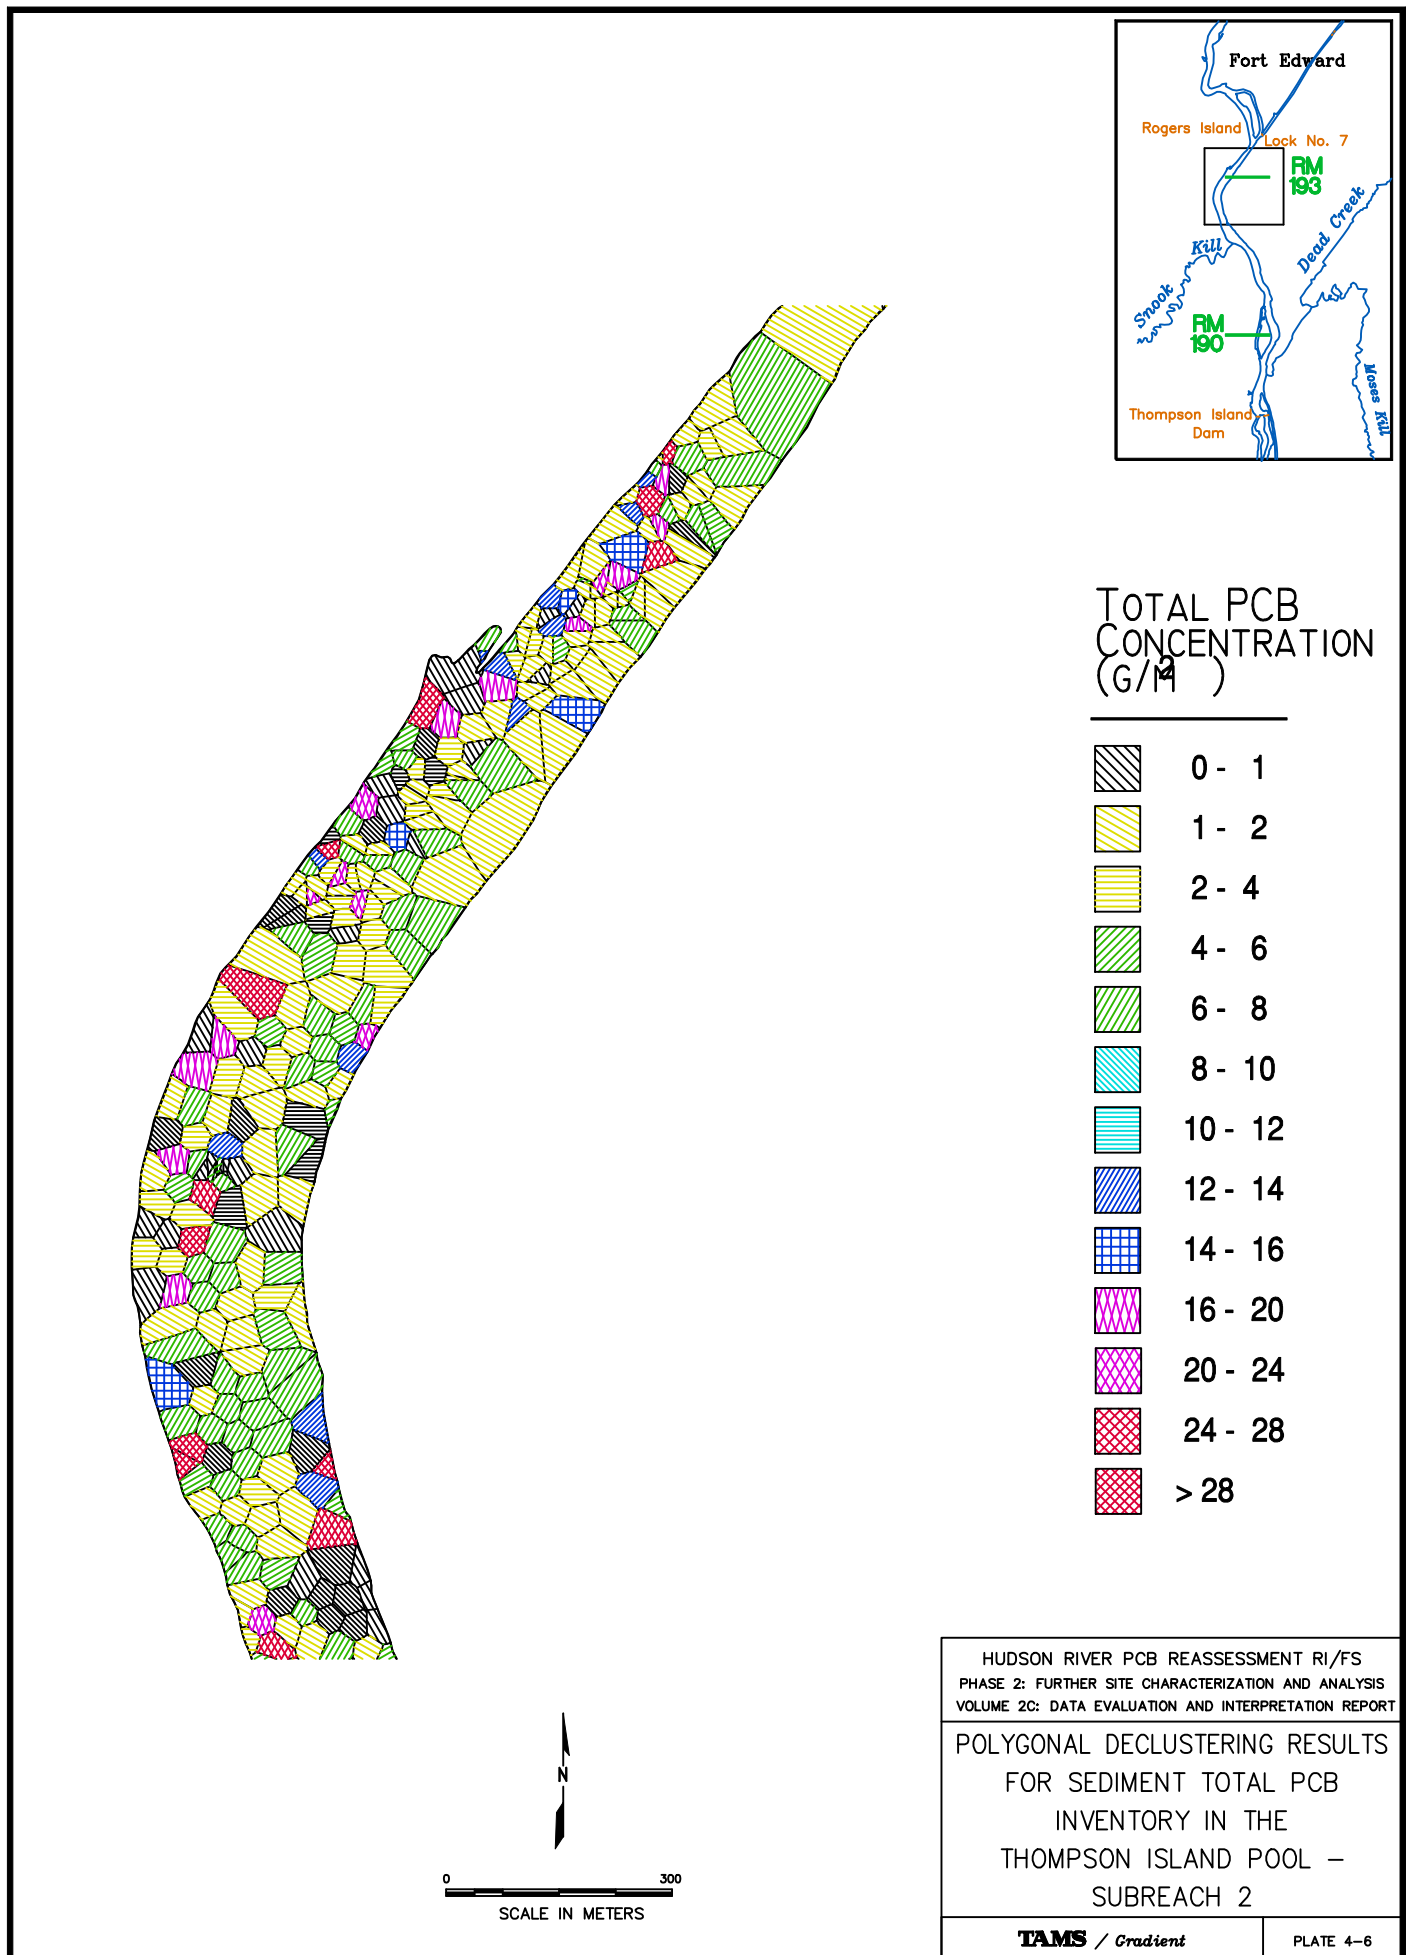 Fort Edward
Rogers Island
Lock No. 7
RM
193
Dead Creek
Snook Kill
RM
190
Moses Kill
Thompson Island
Dam
TOTAL PCB
CONCENTRATION
(G/M2)
0 - 1
1 - 2
2 - 4
4 - 6
6 - 8
8 - 10
10 - 12
12 - 14
14 - 16
16 - 20
20 - 24
24 - 28
> 28
N
0 300
SCALE IN METERS
HUDSON RIVER PCB REASSESSMENT RI/FS
PHASE 2: FURTHER SITE CHARACTERIZATION AND ANALYSIS
VOLUME 2C: DATA EVALUATION AND INTERPRETATION REPORT
POLYGONAL DECLUSTERING RESULTS
FOR SEDIMENT TOTAL PCB
INVENTORY IN THE
THOMPSON ISLAND POOL –
SUBREACH 2
TAMS / Gradient
PLATE 4-6